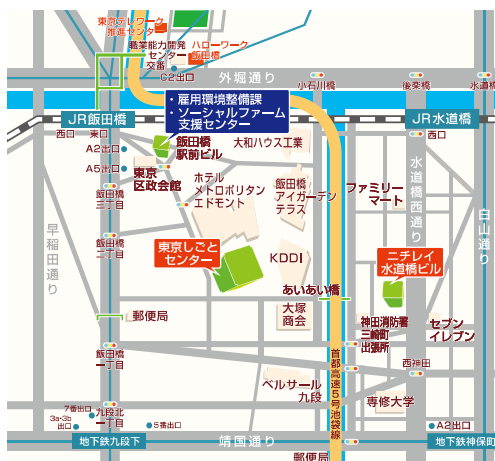 東京テレワーク
推進センター
職業能力開発
センター
ハローワーク
飯田橋
交番
C2出口
外堀通り
小石川橋
後楽橋
水道橋
・雇用環境整備課
・ソーシャルファーム
支援センター
JR飯田橋
JR水道橋
西口
東口
西口
A2出口
飯田橋
駅前ビル
大和ハウス工業
A5出口
東京
区政会館
ホテル
メトロポリタン
エドモント
飯田橋
アイガーデン
テラス
ファミリー
マート
水道橋西通り
白山通り
飯田橋
三丁目
早稲田通り
飯田橋
二丁目
東京しごと
センター
KDDI
ニチレイ
水道橋ビル
あいあい橋
郵便局
大塚
商会
神田消防署
三崎町
出張所
セブン
イレブン
飯田橋
一丁目
首都高速5号池袋線
西神田
ベルサール
九段
専修大学
7番出口
3a・3b
出口
九段北
一丁目
5番出口
A2出口
地下鉄九段下
靖国通り
地下鉄神保町
郵便局